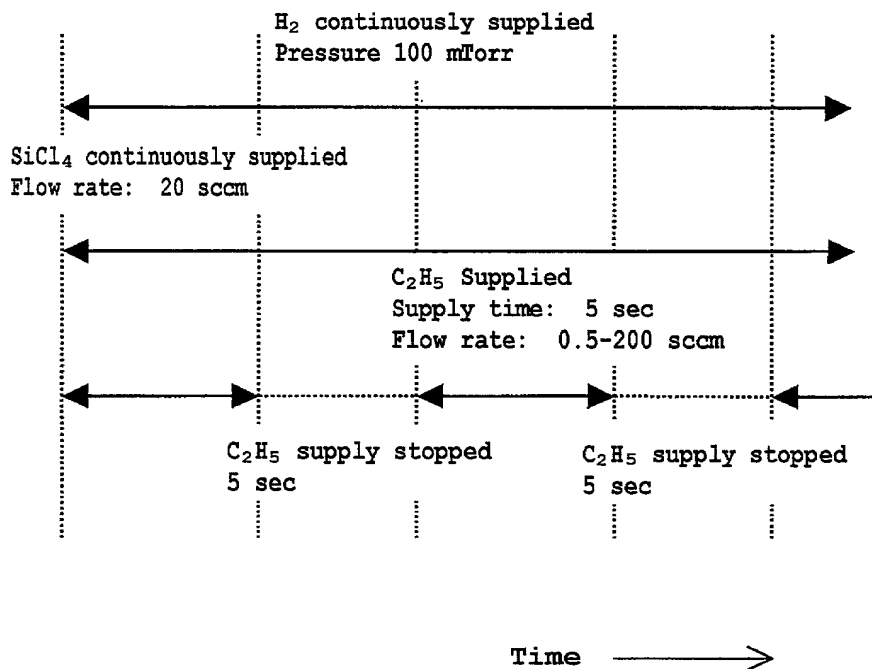 H₂ continuously supplied
Pressure 100 mTorr
SiCl₄ continuously supplied
Flow rate: 20 sccm
C₂H₅ Supplied
Supply time: 5 sec
Flow rate: 0.5-200 sccm
C₂H₅ supply stopped
5 sec
C₂H₅ supply stopped
5 sec
Time